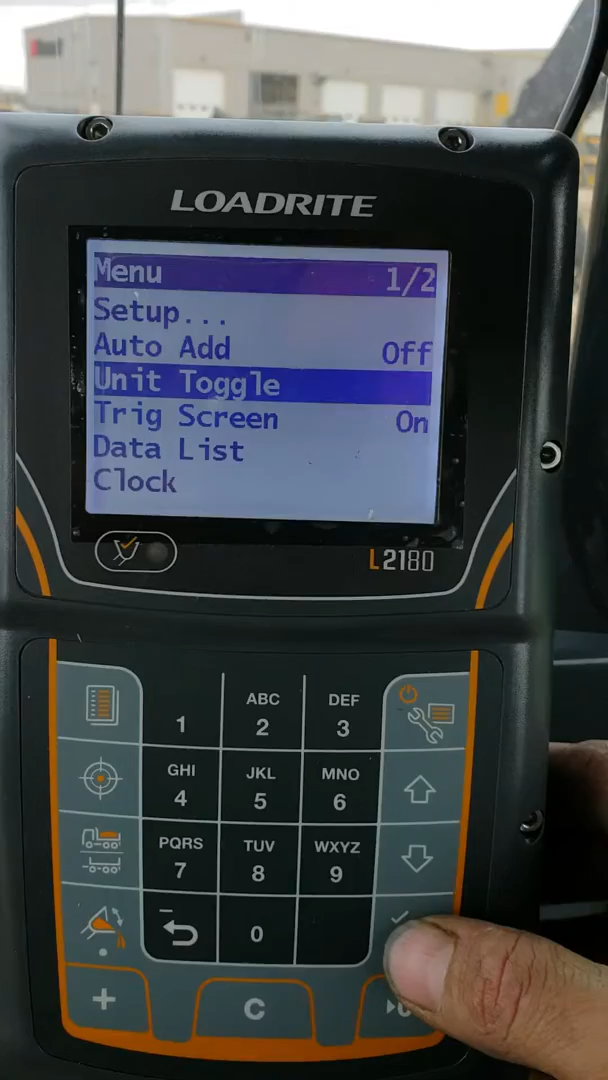 LOADRITE
Menu 1/2
Setup...
Auto Add Off
Unit Toggle
Trig Screen On
Data List
Clock
L2180
1
ABC
2
DEF
3
GHI
4
JKL
5
MNO
6
PQRS
7
TUV
8
WXYZ
9
0
+
C